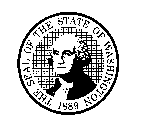 THE SEAL OF THE STATE OF WASHINGTON
1889